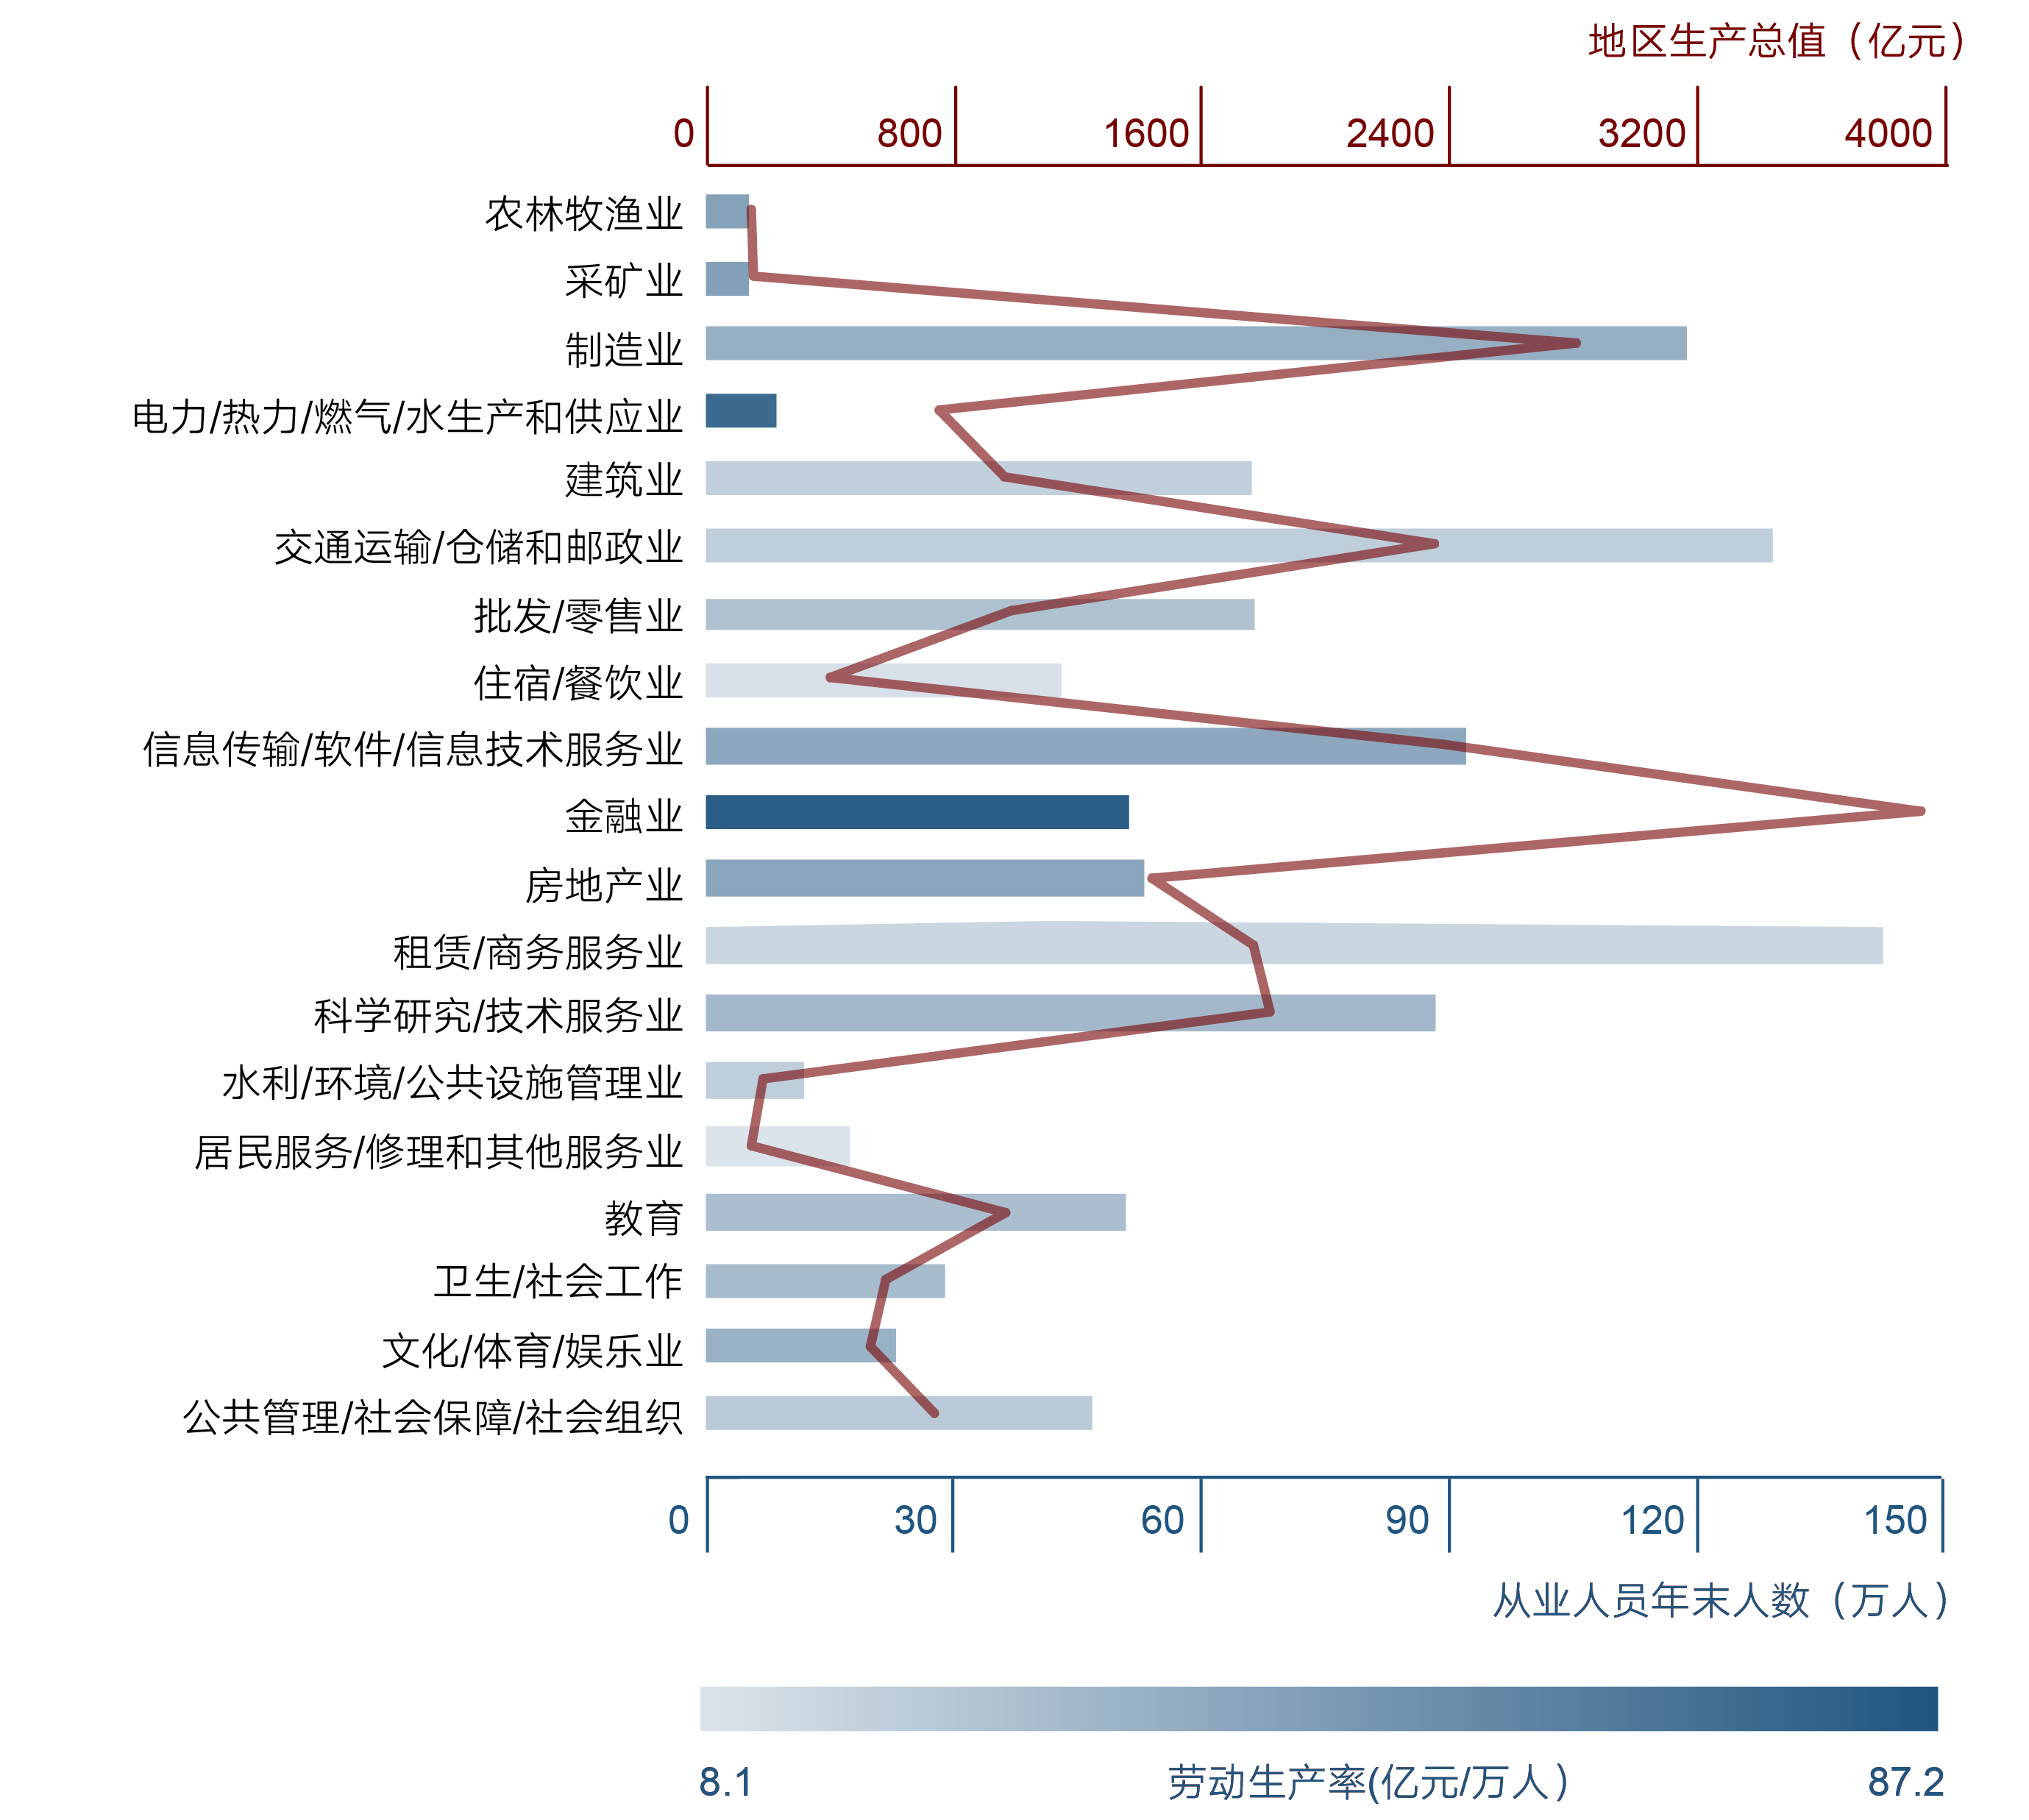 地区生产总值（亿元）
0 800 1600 2400 3200 4000
农林牧渔业
采矿业
制造业
电力/热力/燃气/水生产和供应业
建筑业
交通运输/仓储和邮政业
批发/零售业
住宿/餐饮业
信息传输/软件/信息技术服务业
金融业
房地产业
租赁/商务服务业
科学研究/技术服务业
水利/环境/公共设施管理业
居民服务/修理和其他服务业
教育
卫生/社会工作
文化/体育/娱乐业
公共管理/社会保障/社会组织
0 30 60 90 120 150
从业人员年末人数（万人）
8.1 劳动生产率(亿元/万人） 87.2